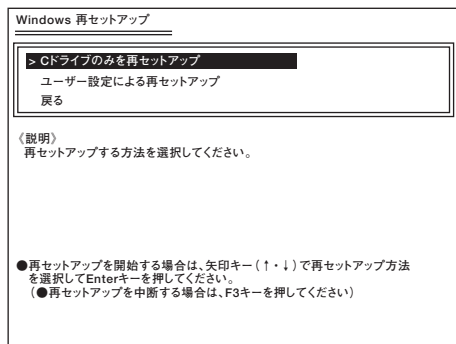 Windows 再セットアップ
> Cドライブのみを再セットアップ
ユーザー設定による再セットアップ
戻る
《説明》
再セットアップする方法を選択してください。
●再セットアップを開始する場合は、矢印キー(↑・↓)で再セットアップ方法
を選択してEnterキーを押してください。
(●再セットアップを中断する場合は、F3キーを押してください)